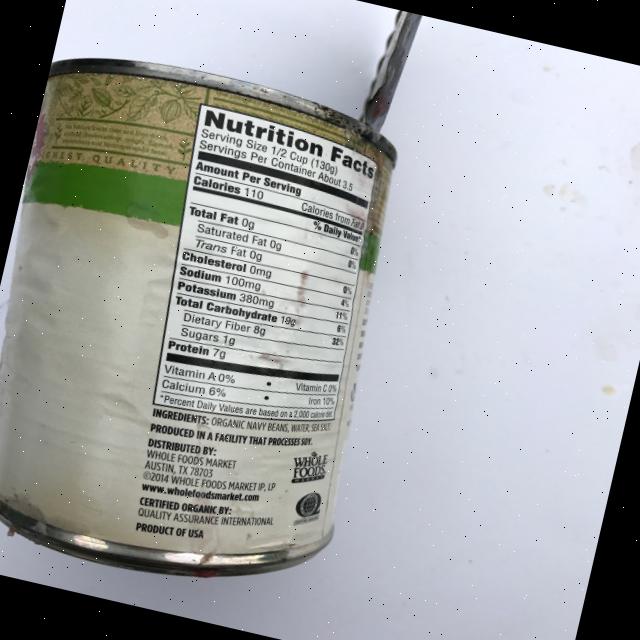 BEST QUALITY
Nutrition Facts
Serving Size 1/2 Cup (130g)
Servings Per Container About 3.5
Amount Per Serving
Calories 110 Calories from Fat
% Daily Value*
Total Fat 0g 0%
Saturated Fat 0g 0%
Trans Fat 0g
Cholesterol 0mg 0%
Sodium 100mg 4%
Potassium 380mg 11%
Total Carbohydrate 19g 6%
Dietary Fiber 8g 32%
Sugars 1g
Protein 7g
Vitamin A 0% • Vitamin C 0%
Calcium 6% • Iron 10%
*Percent Daily Values are based on a 2,000 calorie diet.
INGREDIENTS: ORGANIC NAVY BEANS, WATER, SEA SALT.
PRODUCED IN A FACILITY THAT PROCESSES SOY.
DISTRIBUTED BY:
WHOLE FOODS MARKET
AUSTIN, TX 78703
©2014 WHOLE FOODS MARKET IP, LP
www.wholefoodsmarket.com
CERTIFIED ORGANIC BY:
QUALITY ASSURANCE INTERNATIONAL
PRODUCT OF USA
WHOLE
FOODS
MARKET